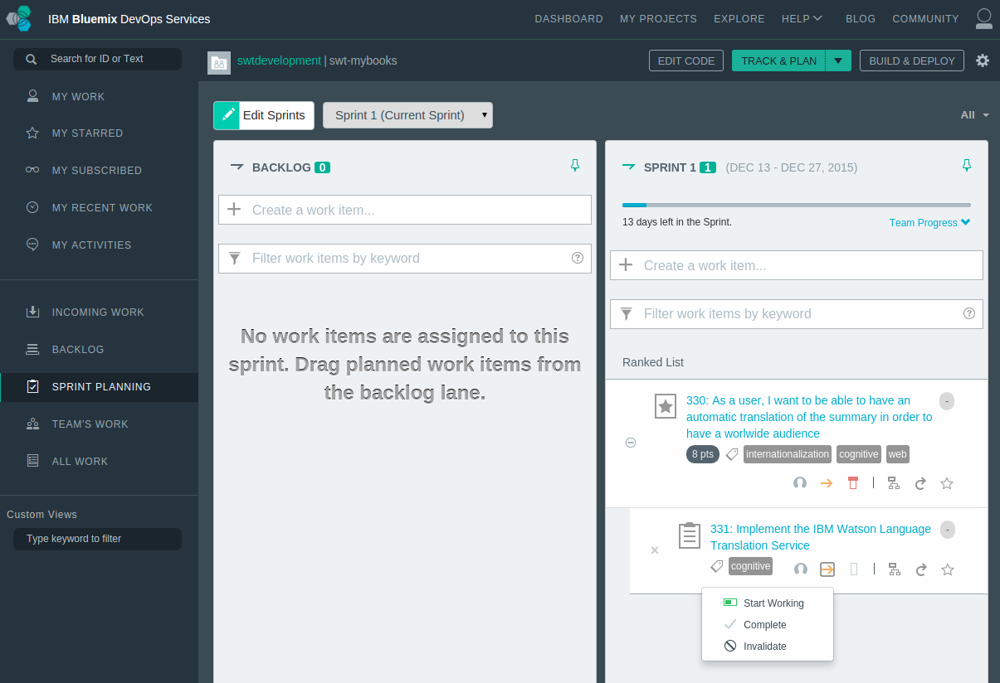 IBM Bluemix DevOps Services
DASHBOARD MY PROJECTS EXPLORE HELP BLOG COMMUNITY
Search for ID or Text
swtdevelopment | swt-mybooks
EDIT CODE TRACK & PLAN BUILD & DEPLOY
MY WORK
MY STARRED
MY SUBSCRIBED
MY RECENT WORK
MY ACTIVITIES
INCOMING WORK
BACKLOG
SPRINT PLANNING
TEAM'S WORK
ALL WORK
Custom Views
Type keyword to filter
Edit Sprints
Sprint 1 (Current Sprint)
All
BACKLOG 0
Create a work item...
Filter work items by keyword ?
No work items are assigned to this
sprint. Drag planned work items from
the backlog lane.
SPRINT 1 1 (DEC 13 - DEC 27, 2015)
13 days left in the Sprint.
Team Progress
Create a work item...
Filter work items by keyword ?
Ranked List
330: As a user, I want to be able to have an -
automatic translation of the summary in order to
have a worlwide audience
8 pts internationalization cognitive web
331: Implement the IBM Watson Language -
Translation Service
cognitive
Start Working
Complete
Invalidate